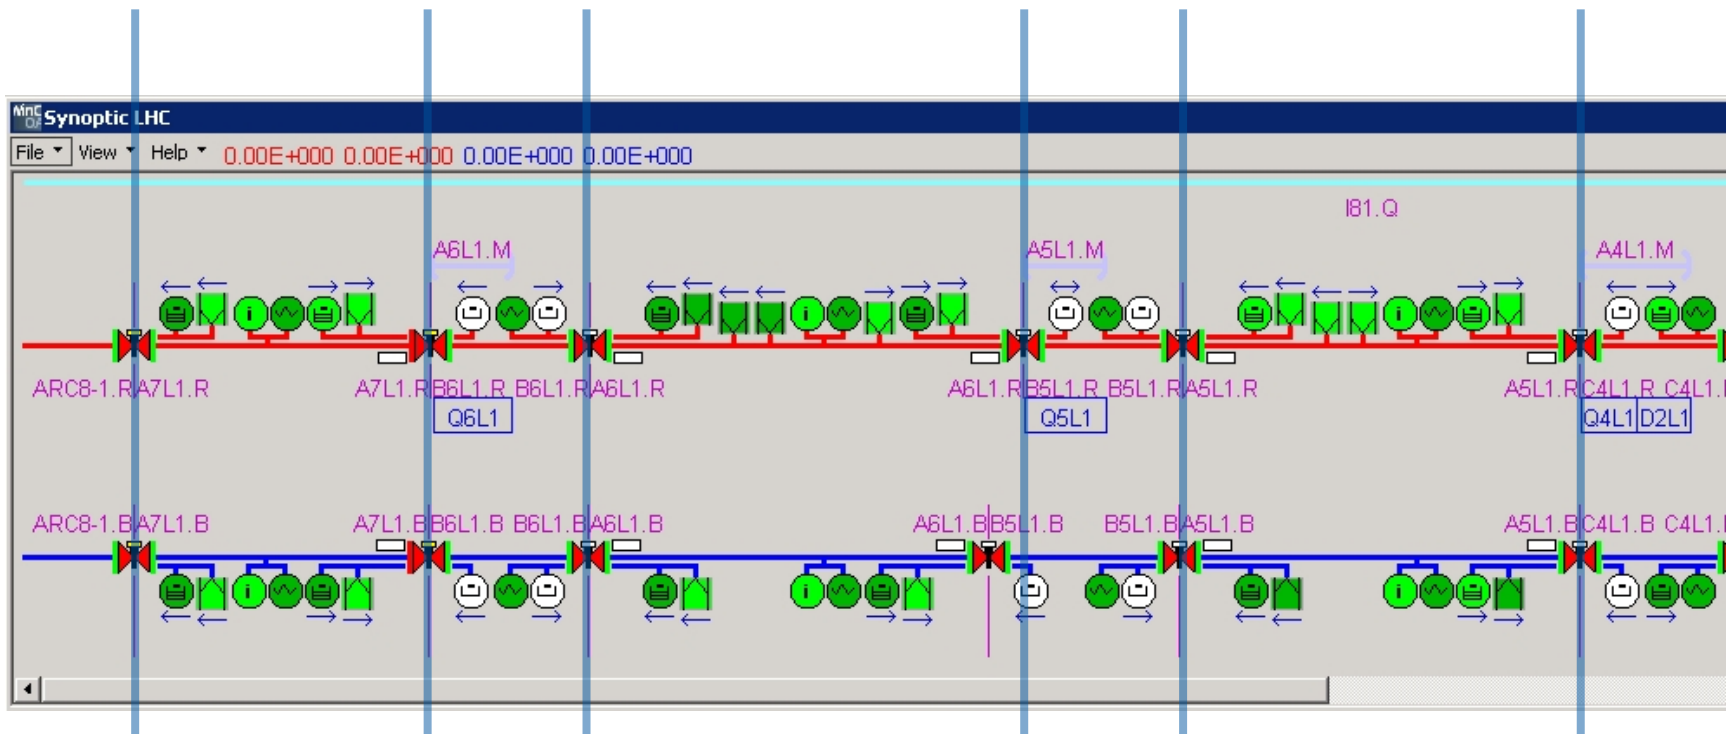 Synoptic LHC
File View Help 0.00E+000 0.00E+000 0.00E+000 0.00E+000
I81.Q
A6L1.M A5L1.M A4L1.M
i i i
ARC8-1.R A7L1.R A7L1.R B6L1.R B6L1.R A6L1.R A6L1.R B5L1.R B5L1.R A5L1.R A5L1.R C4L1.R C4L1.
Q6L1 Q5L1 Q4L1 D2L1
ARC8-1.B A7L1.B A7L1.B B6L1.B B6L1.B A6L1.B A6L1.B B5L1.B B5L1.B A5L1.B A5L1.B C4L1.B C4L1.
i i i